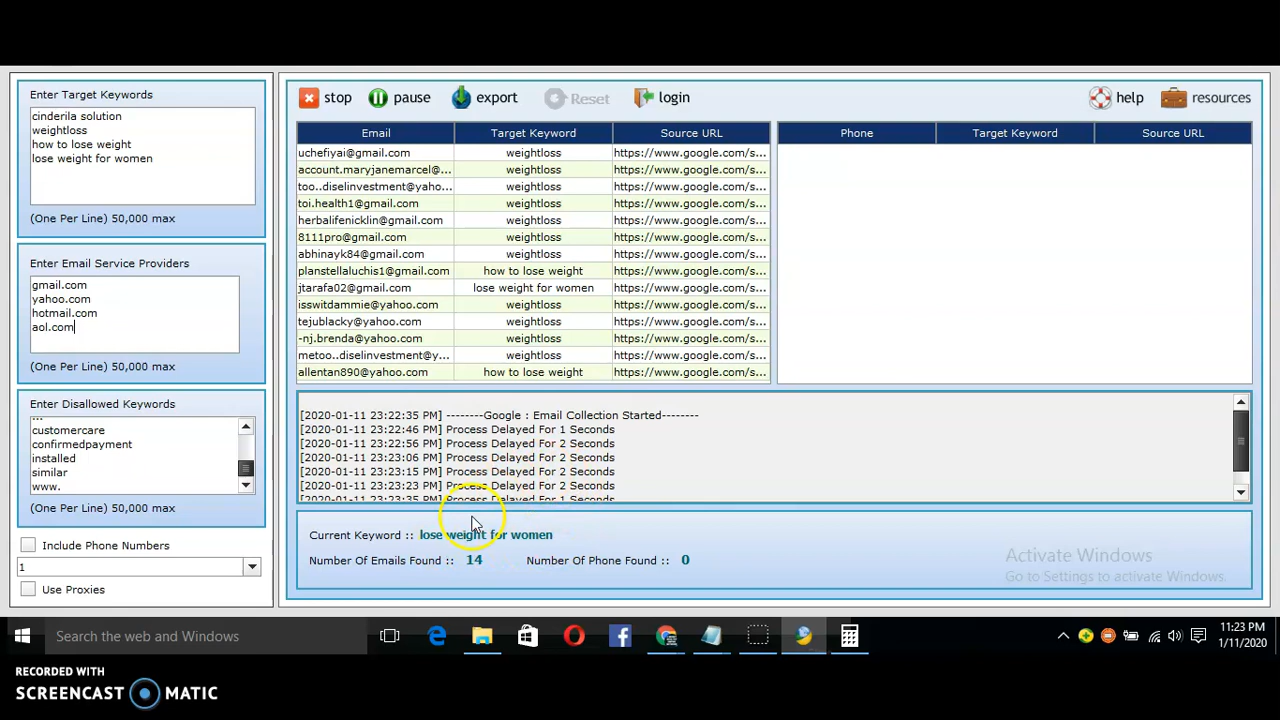 Enter Target Keywords
cinderila solution
weightloss
how to lose weight
lose weight for women
(One Per Line) 50,000 max
Enter Email Service Providers
gmail.com
yahoo.com
hotmail.com
aol.com
(One Per Line) 50,000 max
Enter Disallowed Keywords
customercare
confirmedpayment
installed
similar
www.
(One Per Line) 50,000 max
Include Phone Numbers
1
Use Proxies
stop pause export Reset login help resources
Email Target Keyword Source URL Phone Target Keyword Source URL
uchefiyai@gmail.com weightloss https://www.google.com/s...
account.maryjanemarcel@... weightloss https://www.google.com/s...
too..diselinvestment@yaho... weightloss https://www.google.com/s...
toi.health1@gmail.com weightloss https://www.google.com/s...
herbalifenicklin@gmail.com weightloss https://www.google.com/s...
8111pro@gmail.com weightloss https://www.google.com/s...
abhinayk84@gmail.com weightloss https://www.google.com/s...
planstellaluchis1@gmail.com how to lose weight https://www.google.com/s...
jtarafa02@gmail.com lose weight for women https://www.google.com/s...
isswitdammie@yahoo.com weightloss https://www.google.com/s...
tejublacky@yahoo.com weightloss https://www.google.com/s...
-nj.brenda@yahoo.com weightloss https://www.google.com/s...
metoo..diselinvestment@y... weightloss https://www.google.com/s...
allentan890@yahoo.com how to lose weight https://www.google.com/s...
[2020-01-11 23:22:35 PM] --------Google : Email Collection Started--------
[2020-01-11 23:22:46 PM] Process Delayed For 1 Seconds
[2020-01-11 23:22:56 PM] Process Delayed For 2 Seconds
[2020-01-11 23:23:06 PM] Process Delayed For 2 Seconds
[2020-01-11 23:23:15 PM] Process Delayed For 2 Seconds
[2020-01-11 23:23:23 PM] Process Delayed For 2 Seconds
[2020-01-11 23:23:35 PM] Process Delayed For 1 Seconds
Current Keyword :: lose weight for women
Number Of Emails Found :: 14 Number Of Phone Found :: 0
Activate Windows
Go to Settings to activate Windows.
Search the web and Windows
11:23 PM
1/11/2020
RECORDED WITH
SCREENCAST MATIC